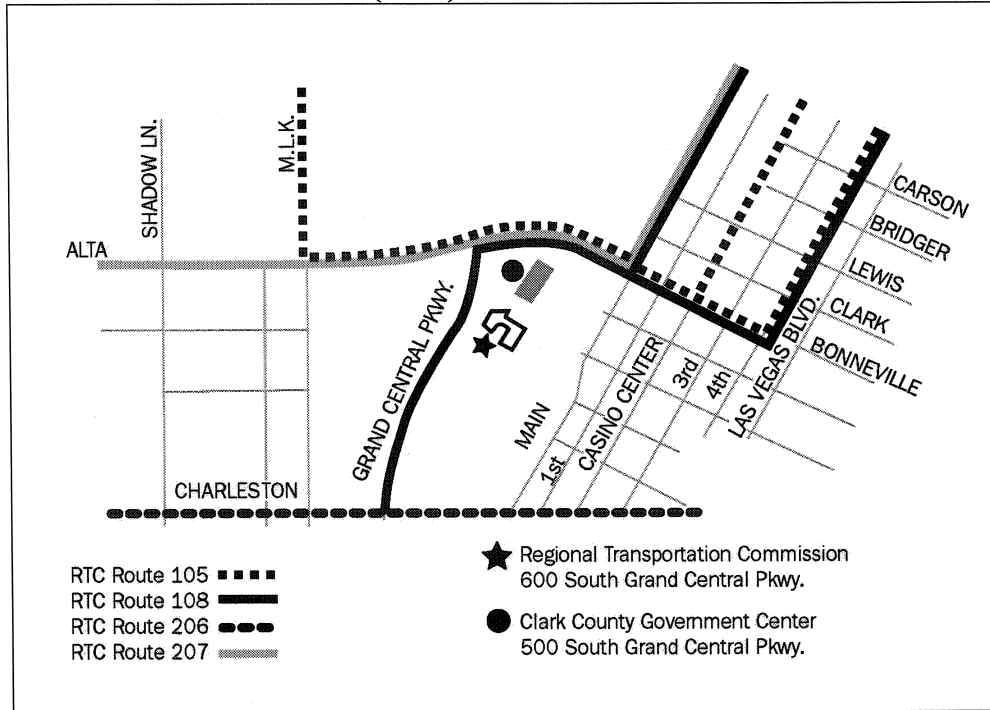 SHADOW LN.
M.L.K.
ALTA
GRAND CENTRAL PKWY.
CHARLESTON
MAIN
1st
CASINO CENTER
3rd
4th
LAS VEGAS BLVD.
CARSON
BRIDGER
LEWIS
CLARK
BONNEVILLE
RTC Route 105
RTC Route 108
RTC Route 206
RTC Route 207
Regional Transportation Commission
600 South Grand Central Pkwy.
Clark County Government Center
500 South Grand Central Pkwy.